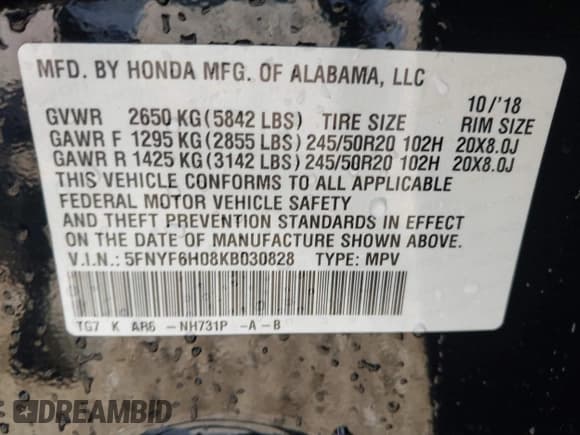 MFD. BY HONDA MFG. OF ALABAMA, LLC
10/'18
GVWR 2650 KG(5842 LBS) TIRE SIZE RIM SIZE
GAWR F 1295 KG(2855 LBS)245/50R20 102H 20X8.0J
GAWR R 1425 KG(3142 LBS)245/50R20 102H 20X8.0J
THIS VEHICLE CONFORMS TO ALL APPLICABLE
FEDERAL MOTOR VEHICLE SAFETY
AND THEFT PREVENTION STANDARDS IN EFFECT
ON THE DATE OF MANUFACTURE SHOWN ABOVE.
V.I.N.: 5FNYF6H08KB030828 TYPE: MPV
TG7 K AR6 -NH731P -A-B
DREAMBID